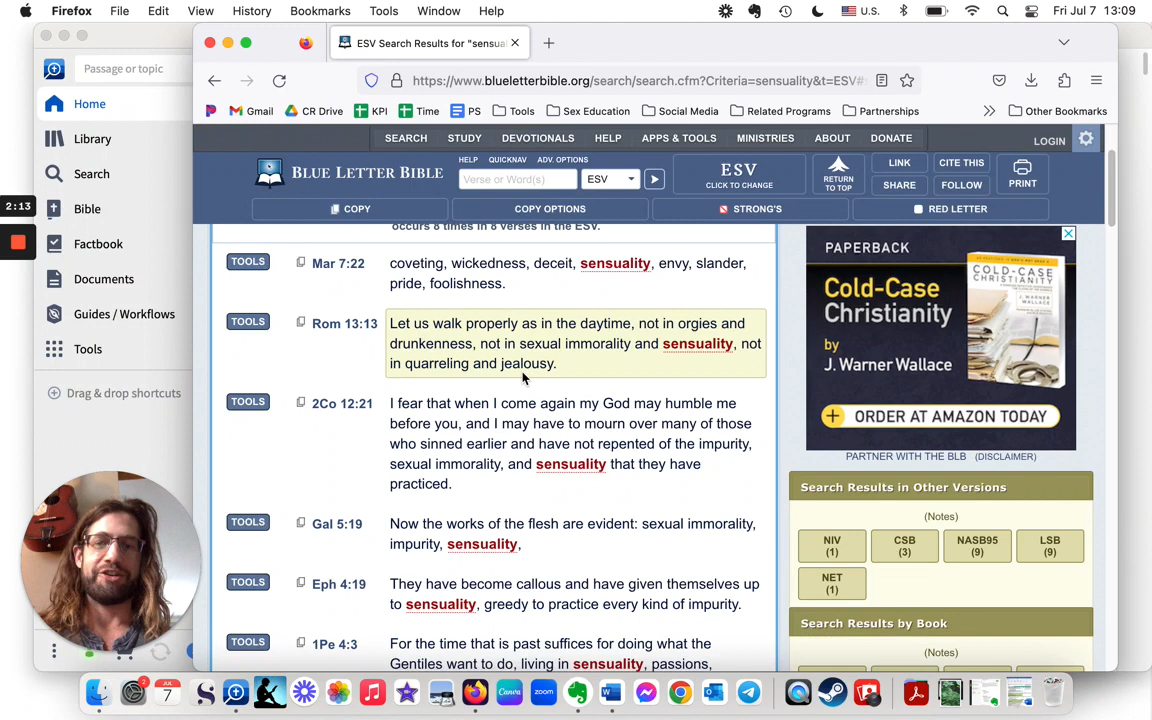 Firefox File Edit View History Bookmarks Tools Window Help
U.S.
Fri Jul 7 13:09
Passage or topic
Home
Library
Search
Bible
Factbook
Documents
Guides / Workflows
Tools
Drag & drop shortcuts
2:13
ESV Search Results for "sensua
https://www.blueletterbible.org/search/search.cfm?Criteria=sensuality&t=ESV#
Gmail CR Drive KPI Time PS Tools Sex Education Social Media Related Programs Partnerships Other Bookmarks
SEARCH STUDY DEVOTIONALS HELP APPS & TOOLS MINISTRIES ABOUT DONATE LOGIN
BLUE LETTER BIBLE
HELP QUICKNAV ADV. OPTIONS
Verse or Word(s)
ESV
ESV
CLICK TO CHANGE
RETURN
TO TOP
LINK
CITE THIS
SHARE
FOLLOW
PRINT
COPY
COPY OPTIONS
STRONG'S
RED LETTER
occurs 8 times in 8 verses in the ESV.
TOOLS Mar 7:22 coveting, wickedness, deceit, sensuality, envy, slander,
pride, foolishness.
TOOLS Rom 13:13 Let us walk properly as in the daytime, not in orgies and
drunkenness, not in sexual immorality and sensuality, not
in quarreling and jealousy.
TOOLS 2Co 12:21 I fear that when I come again my God may humble me
before you, and I may have to mourn over many of those
who sinned earlier and have not repented of the impurity,
sexual immorality, and sensuality that they have
practiced.
TOOLS Gal 5:19 Now the works of the flesh are evident: sexual immorality,
impurity, sensuality,
TOOLS Eph 4:19 They have become callous and have given themselves up
to sensuality, greedy to practice every kind of impurity.
TOOLS 1Pe 4:3 For the time that is past suffices for doing what the
Gentiles want to do, living in sensuality, passions,
PAPERBACK
Cold-Case
Christianity
by
J. Warner Wallace
COLD-CASE
CHRISTIANITY
ORDER AT AMAZON TODAY
PARTNER WITH THE BLB (DISCLAIMER)
Search Results in Other Versions
(Notes)
NIV
(1)
CSB
(3)
NASB95
(9)
LSB
(9)
NET
(1)
Search Results by Book
(Notes)
2
JUL
7
Canva
zoom